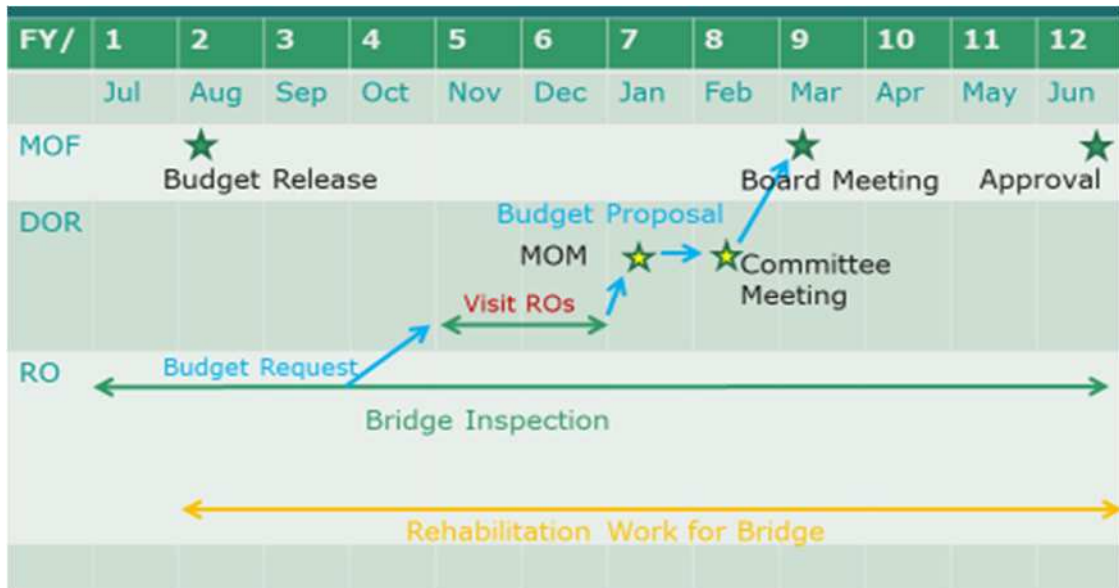 FY/ 1 2 3 4 5 6 7 8 9 10 11 12
Jul Aug Sep Oct Nov Dec Jan Feb Mar Apr May Jun
MOF
Budget Release
Board Meeting
Approval
DOR
Budget Proposal
MOM
Committee
Meeting
Visit ROs
RO
Budget Request
Bridge Inspection
Rehabilitation Work for Bridge